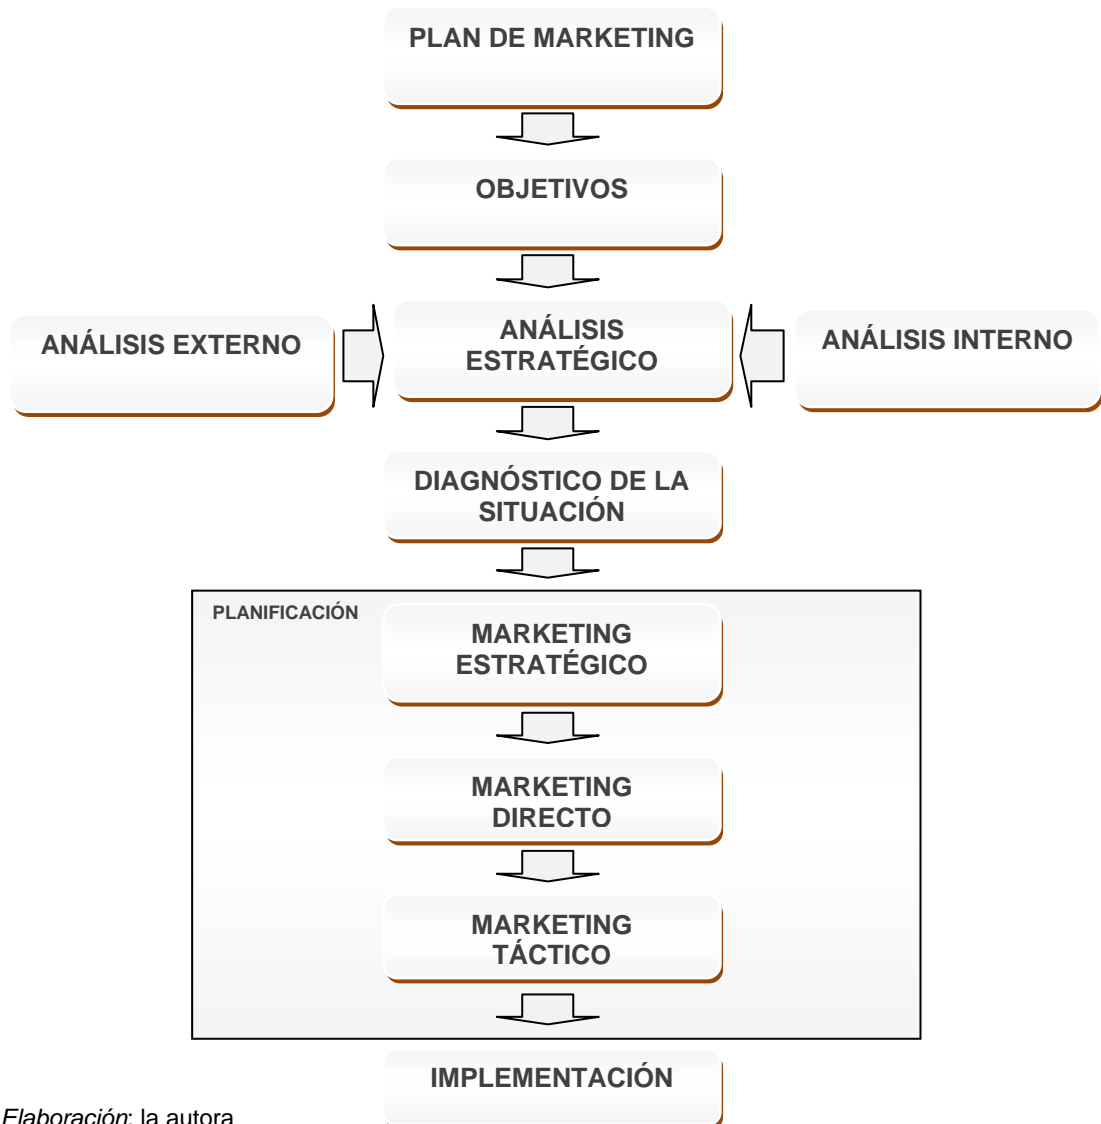 PLAN DE MARKETING
OBJETIVOS
ANÁLISIS EXTERNO
ANÁLISIS
ESTRATÉGICO
ANÁLISIS INTERNO
DIAGNÓSTICO DE LA
SITUACIÓN
PLANIFICACIÓN
MARKETING
ESTRATÉGICO
MARKETING
DIRECTO
MARKETING
TÁCTICO
IMPLEMENTACIÓN
Elaboración: la autora